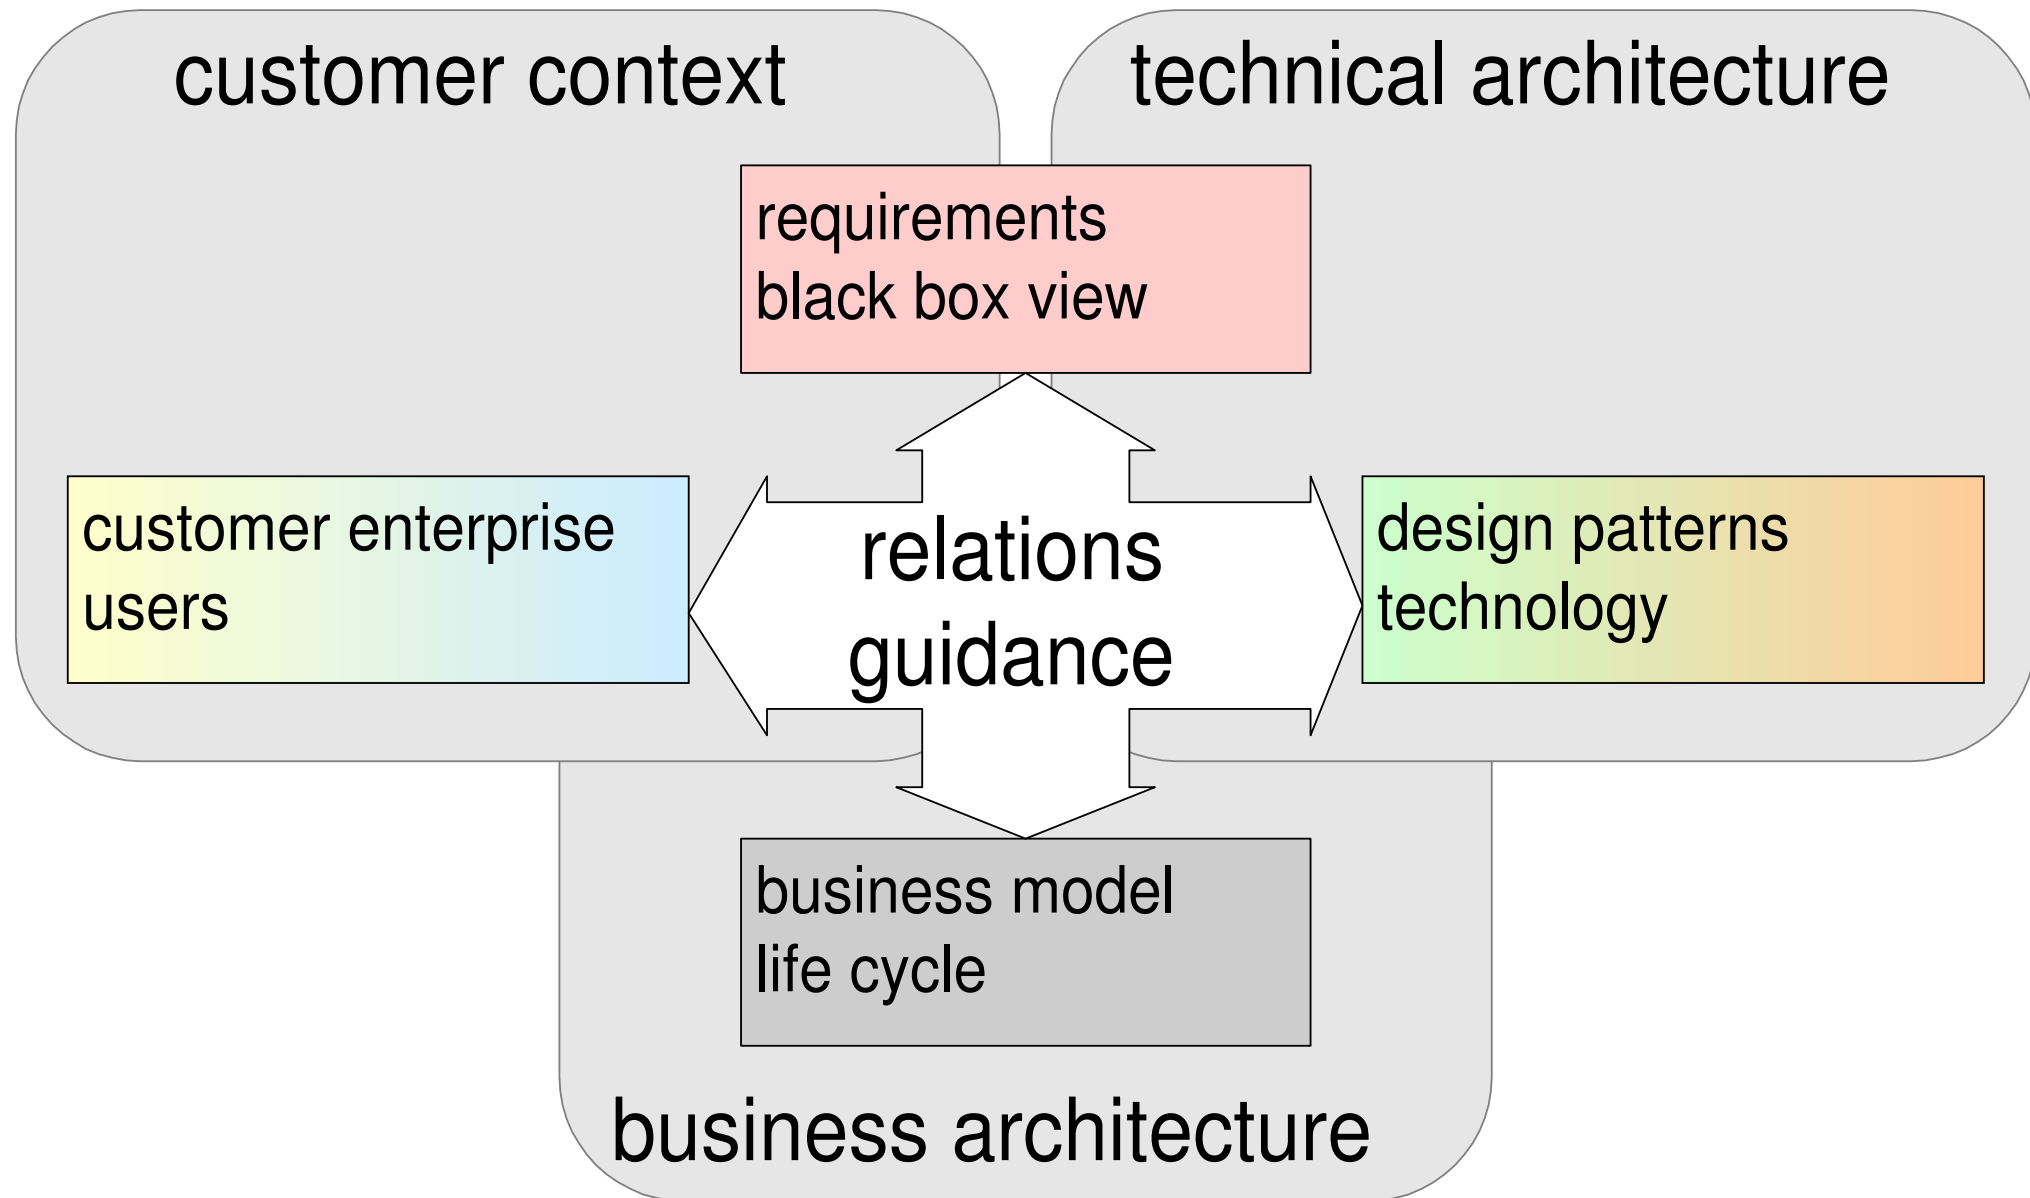 customer context
technical architecture
requirements
black box view
customer enterprise
users
relations
guidance
design patterns
technology
business model
life cycle
business architecture